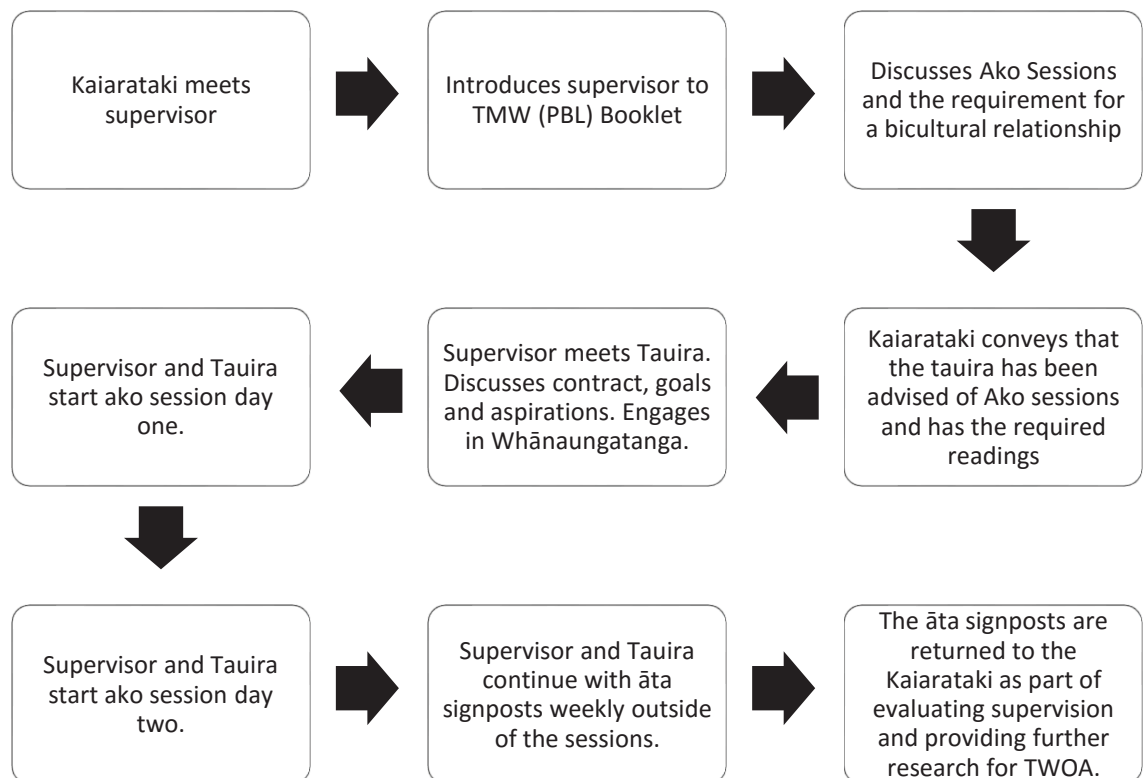 Kaiarataki meets
supervisor
Introduces supervisor to
TMW (PBL) Booklet
Discusses Ako Sessions
and the requirement for
a bicultural relationship
Kaiarataki conveys that
the tauira has been
advised of Ako sessions
and has the required
readings
Supervisor meets Tauira.
Discusses contract, goals
and aspirations. Engages
in Whānaungatanga.
Supervisor and Tauira
start ako session day
one.
Supervisor and Tauira
start ako session day
two.
Supervisor and Tauira
continue with āta
signposts weekly outside
of the sessions.
The āta signposts are
returned to the
Kaiarataki as part of
evaluating supervision
and providing further
research for TWOA.